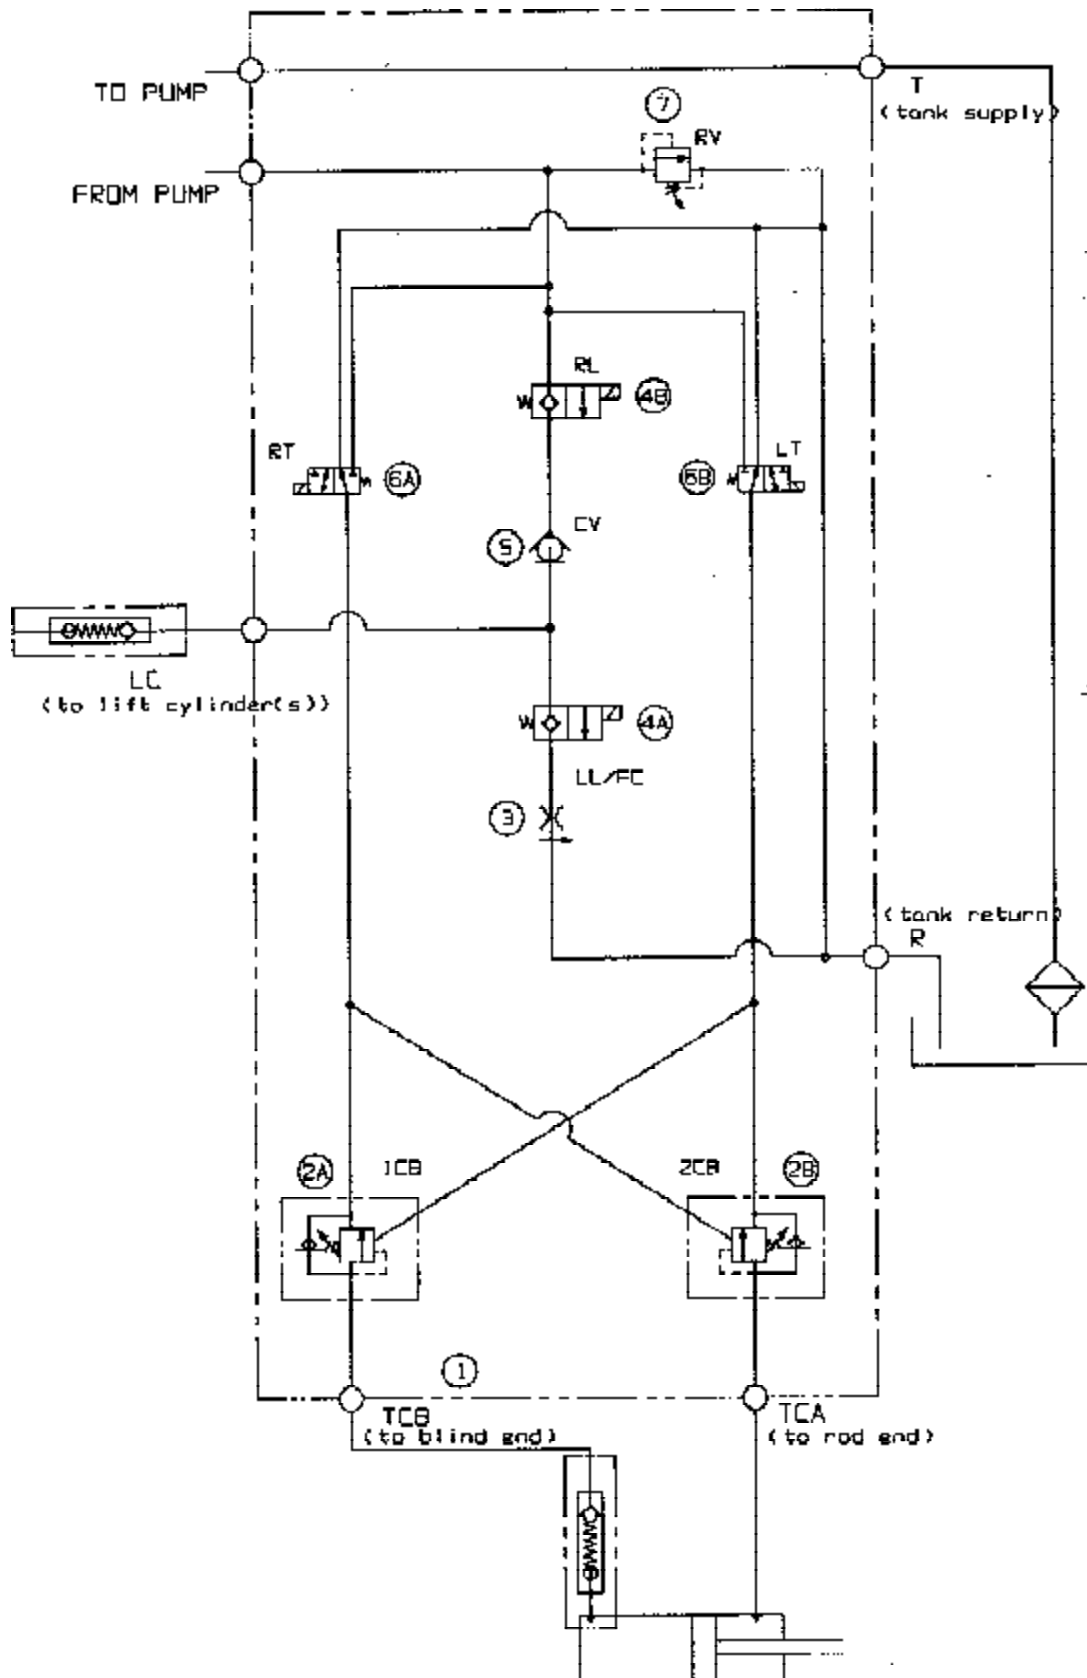 TO PUMP
T
(tank supply)
7
RV
FROM PUMP
RL
4B
RT
6A
6B
LT
5
CV
LC
(to lift cylinder(s))
4A
LL/FC
3
(tank return)
R
2A
1CB
2CB
2B
1
TCB
(to blind end)
TCA
(to rod end)